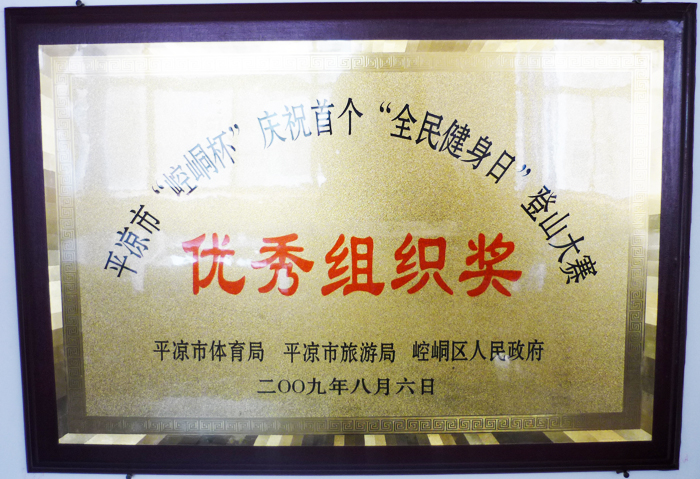 平凉市“崆峒杯”庆祝首个“全民健身日”登山大赛
优秀组织奖
平凉市体育局 平凉市旅游局 崆峒区人民政府
二〇〇九年八月六日